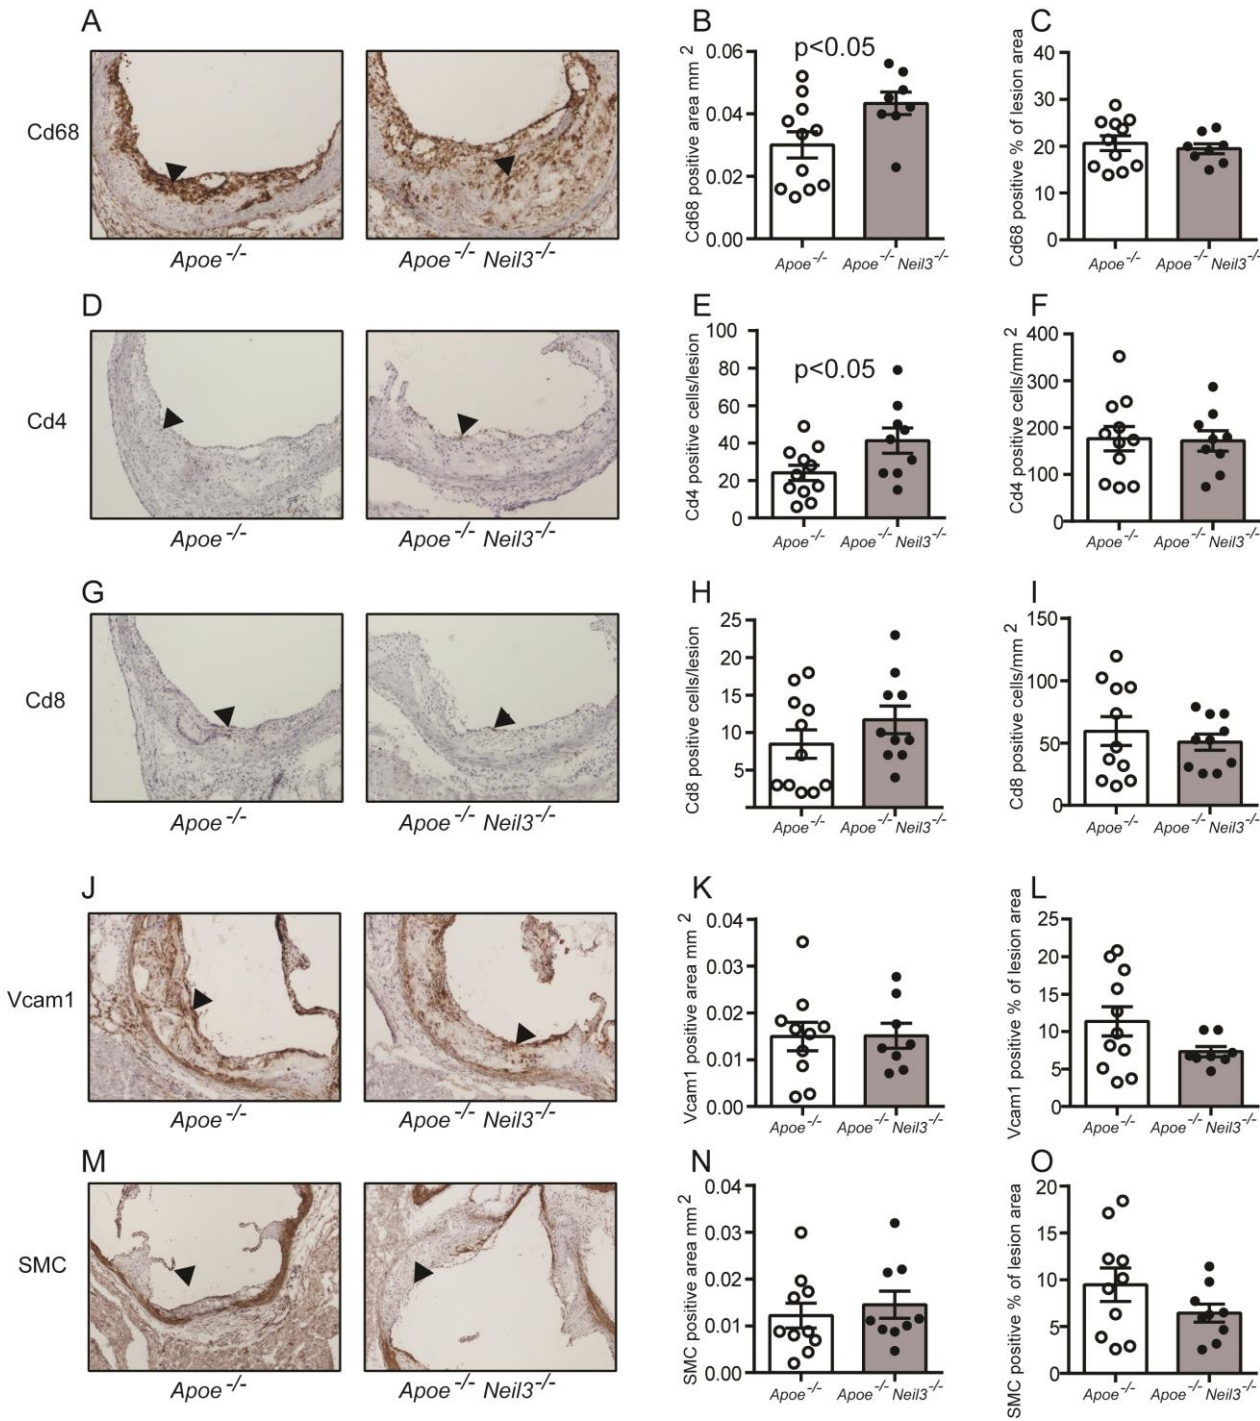 A
B
C
Cd68
Apoe -/-
Apoe -/- Neil3 -/-
Cd68 positive area mm 2
0.06
0.04
0.02
0.00
p<0.05
Apoe -/-
Apoe -/- Neil3 -/-
Cd68 positive % of lesion area
40
30
20
10
0
Apoe -/-
Apoe -/- Neil3 -/-
D
E
F
Cd4
Apoe -/-
Apoe -/- Neil3 -/-
Cd4 positive cells/lesion
100
80
60
40
20
0
p<0.05
Apoe -/-
Apoe -/- Neil3 -/-
Cd4 positive cells/mm 2
400
300
200
100
0
Apoe -/-
Apoe -/- Neil3 -/-
G
H
I
Cd8
Apoe -/-
Apoe -/- Neil3 -/-
Cd8 positive cells/lesion
25
20
15
10
5
Apoe -/-
Apoe -/- Neil3 -/-
Cd8 positive cells/mm 2
150
100
50
0
Apoe -/-
Apoe -/- Neil3 -/-
J
K
L
Vcam1
Apoe -/-
Apoe -/- Neil3 -/-
Vcam1 positive area mm 2
0.04
0.03
0.02
0.01
0.00
Apoe -/-
Apoe -/- Neil3 -/-
Vcam1 positive % of lesion area
25
20
15
10
5
0
Apoe -/-
Apoe -/- Neil3 -/-
M
N
O
SMC
Apoe -/-
Apoe -/- Neil3 -/-
SMC positive area mm 2
0.04
0.03
0.02
0.01
0.00
Apoe -/-
Apoe -/- Neil3 -/-
SMC positive % of lesion area
20
15
10
5
0
Apoe -/-
Apoe -/- Neil3 -/-